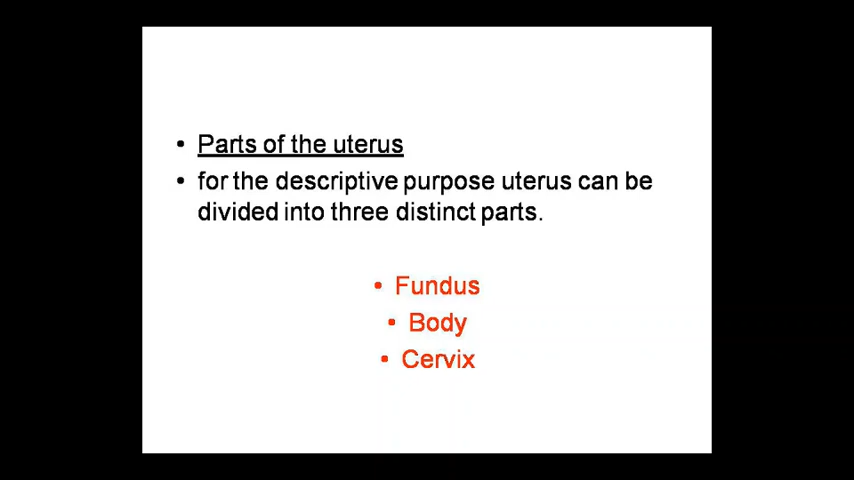 • Parts of the uterus
• for the descriptive purpose uterus can be
divided into three distinct parts.
• Fundus
• Body
• Cervix